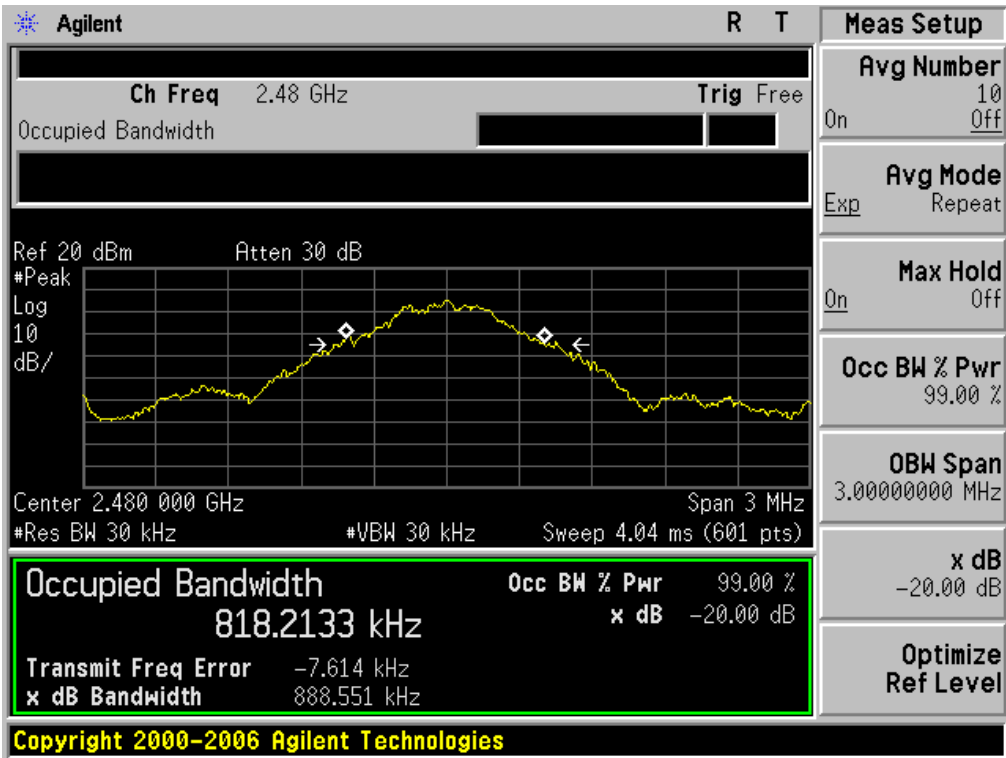 Agilent R T
Ch Freq 2.48 GHz Trig Free
Occupied Bandwidth
Ref 20 dBm Atten 30 dB
#Peak
Log
10
dB/
Center 2.480 000 GHz Span 3 MHz
#Res BW 30 kHz #VBW 30 kHz Sweep 4.04 ms (601 pts)
Occupied Bandwidth Occ BW % Pwr 99.00 %
818.2133 kHz x dB -20.00 dB
Transmit Freq Error -7.614 kHz
x dB Bandwidth 888.551 kHz
Copyright 2000-2006 Agilent Technologies
Meas Setup
Avg Number
10
On Off
Avg Mode
Exp Repeat
Max Hold
On Off
Occ BW % Pwr
99.00 %
OBW Span
3.00000000 MHz
x dB
-20.00 dB
Optimize
Ref Level